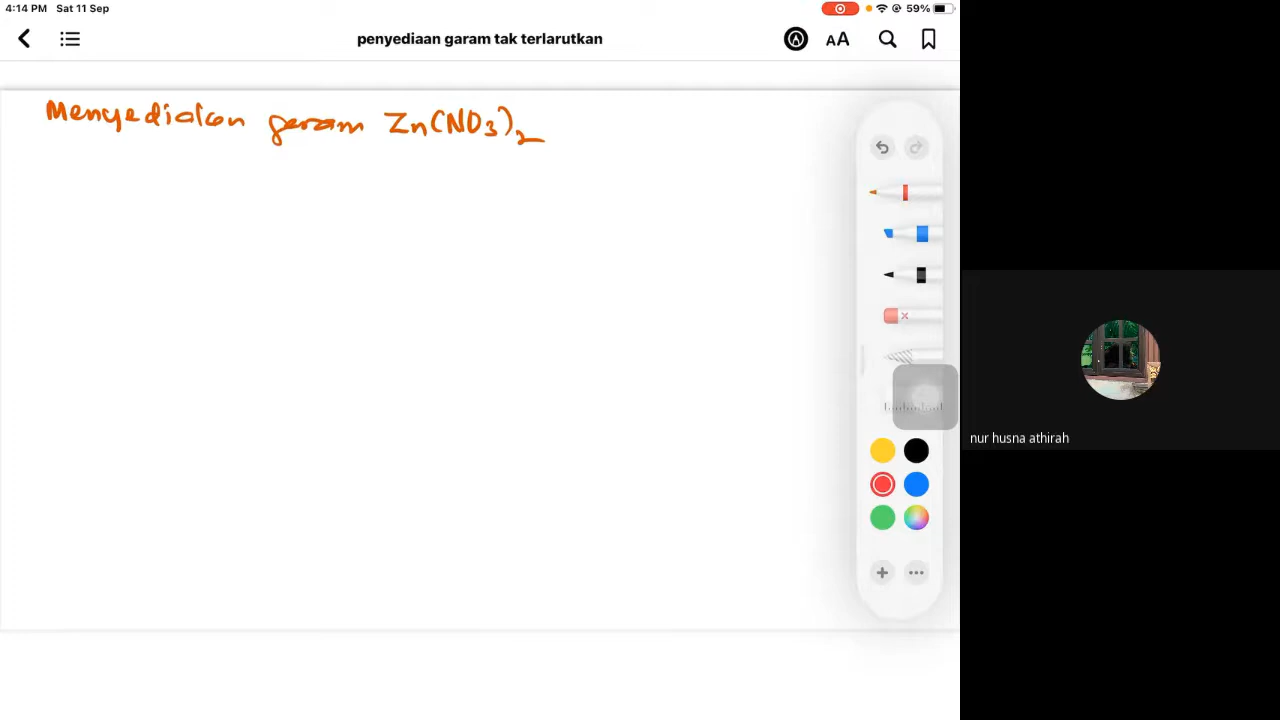 4:14 PM Sat 11 Sep
59%
penyediaan garam tak terlarutkan
AA
Menyediakan garam Zn(NO3)2
nur husna athirah